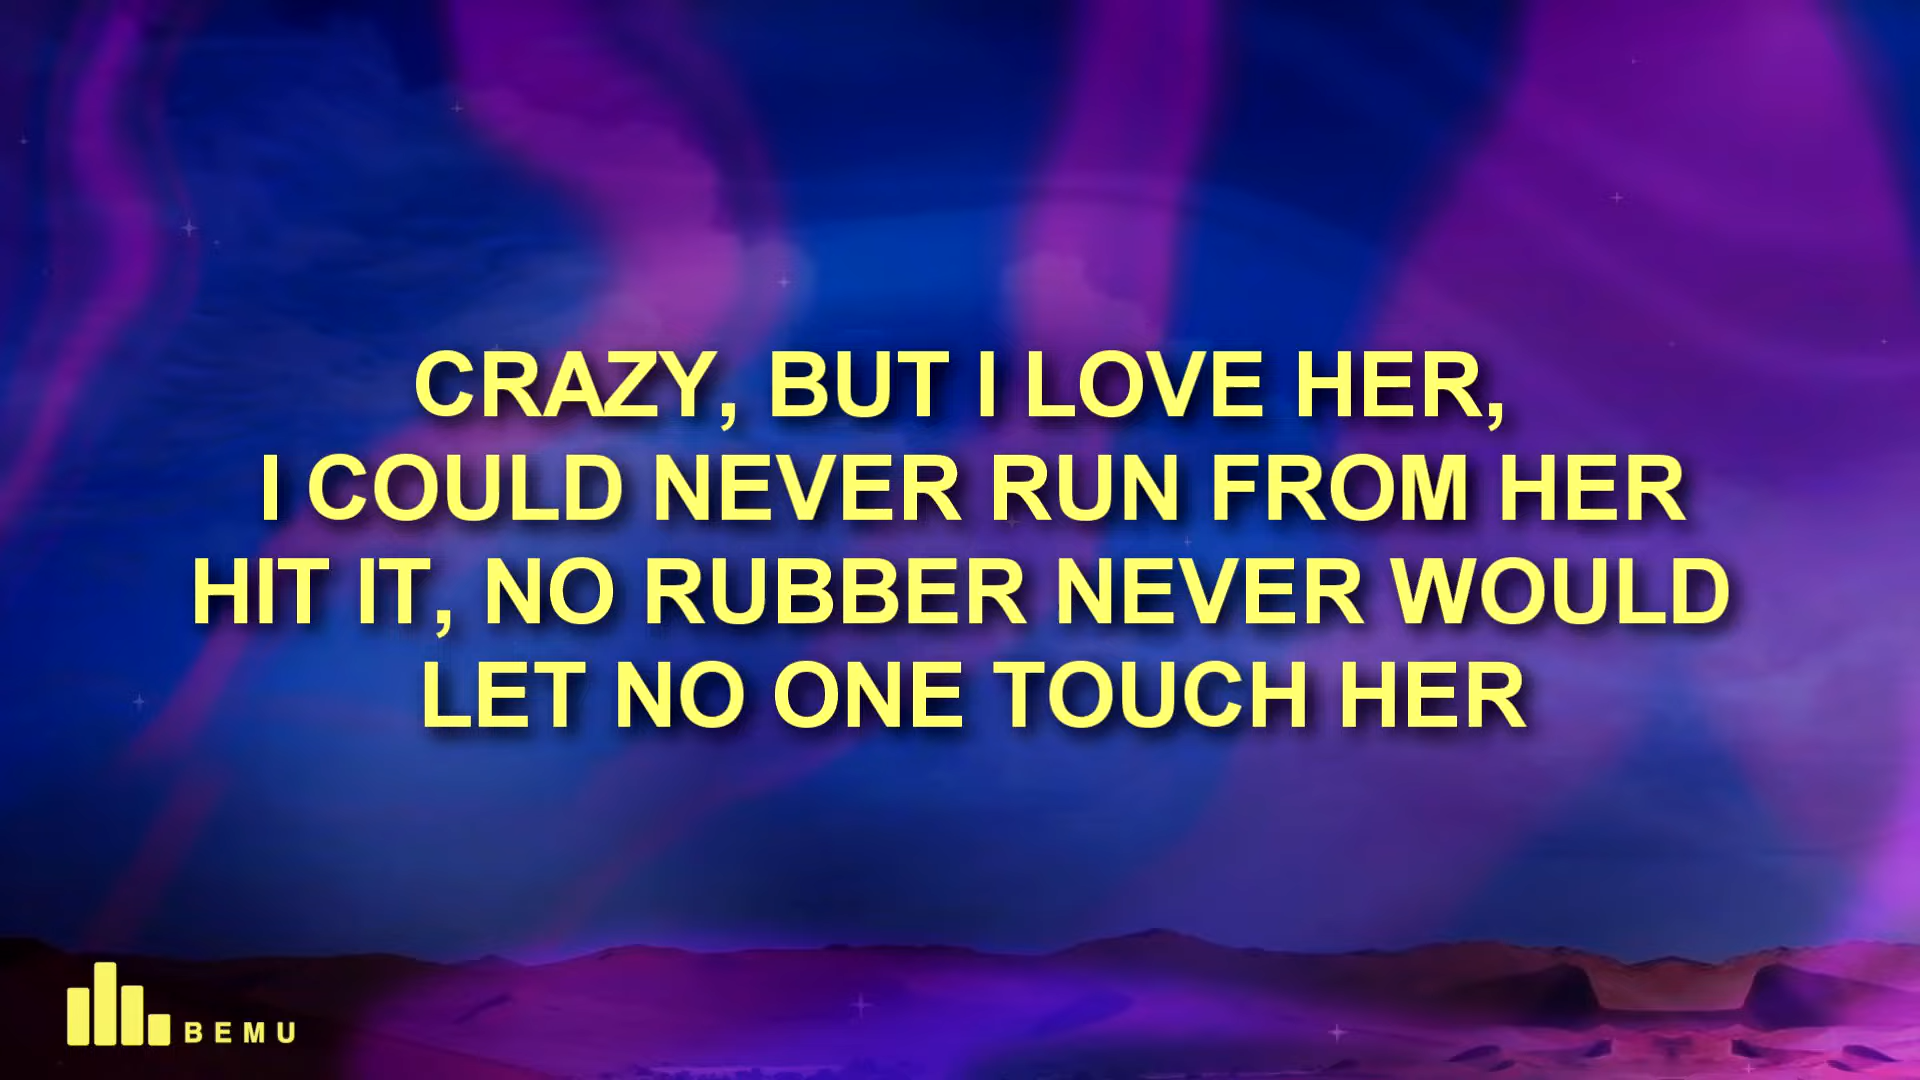 CRAZY, BUT I LOVE HER,
I COULD NEVER RUN FROM HER
HIT IT, NO RUBBER NEVER WOULD
LET NO ONE TOUCH HER
BEMU